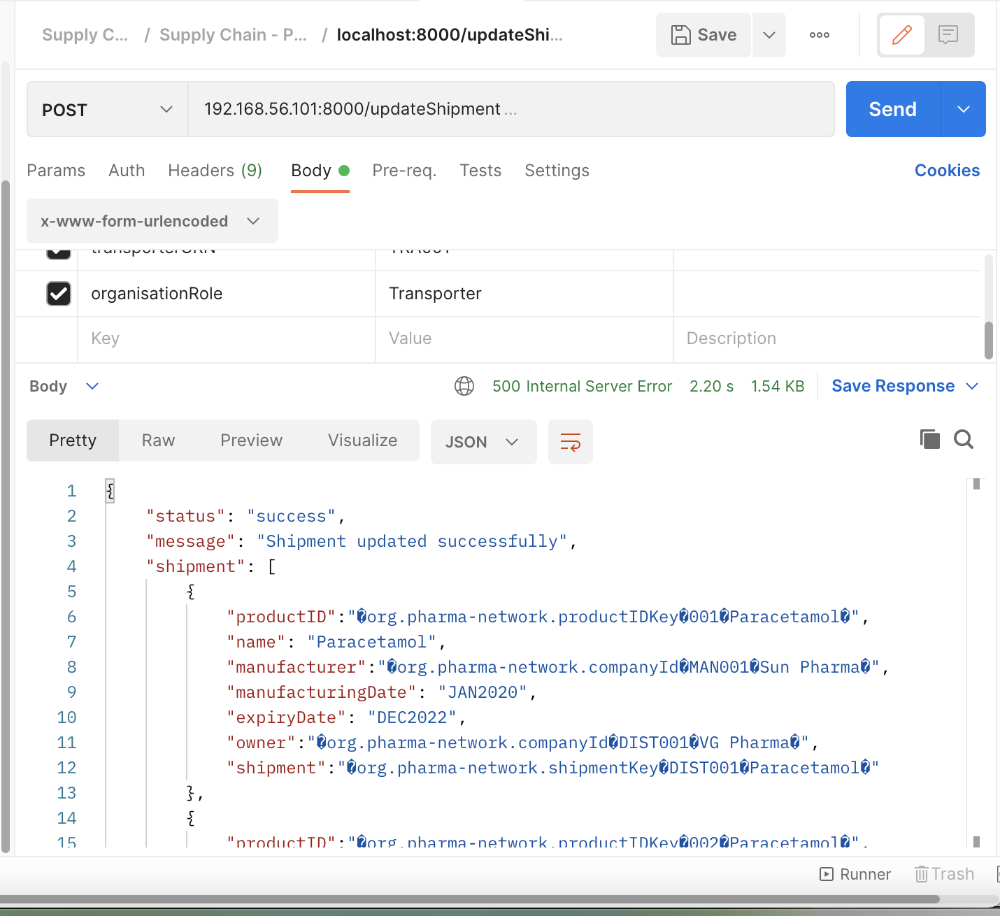 Supply C... / Supply Chain - P... / localhost:8000/updateShi... Save
POST 192.168.56.101:8000/updateShipment ... Send
Params Auth Headers (9) Body Pre-req. Tests Settings Cookies
x-www-form-urlencoded
transporterCRN TRA001
organisationRole Transporter
Key Value Description
Body 500 Internal Server Error 2.20 s 1.54 KB Save Response
Pretty Raw Preview Visualize JSON
1 {
2 "status": "success",
3 "message": "Shipment updated successfully",
4 "shipment": [
5 {
6 "productID":"�org.pharma-network.productIDKey�001�Paracetamol�",
7 "name": "Paracetamol",
8 "manufacturer":"�org.pharma-network.companyId�MAN001�Sun Pharma�",
9 "manufacturingDate": "JAN2020",
10 "expiryDate": "DEC2022",
11 "owner":"�org.pharma-network.companyId�DIST001�VG Pharma�",
12 "shipment":"�org.pharma-network.shipmentKey�DIST001�Paracetamol�"
13 },
14 {
15 "productID":"�org.pharma-network.productIDKey�002�Paracetamol�",
Runner Trash